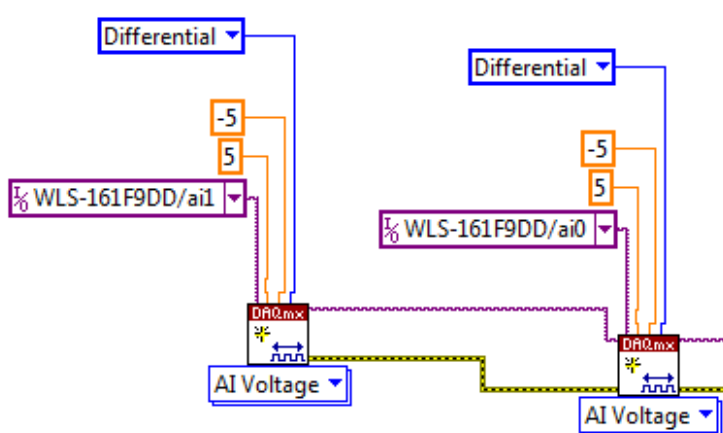 Differential
-5
5
I/O WLS-161F9DD/ai1
DAQmx
AI Voltage
Differential
-5
5
I/O WLS-161F9DD/ai0
DAQmx
AI Voltage